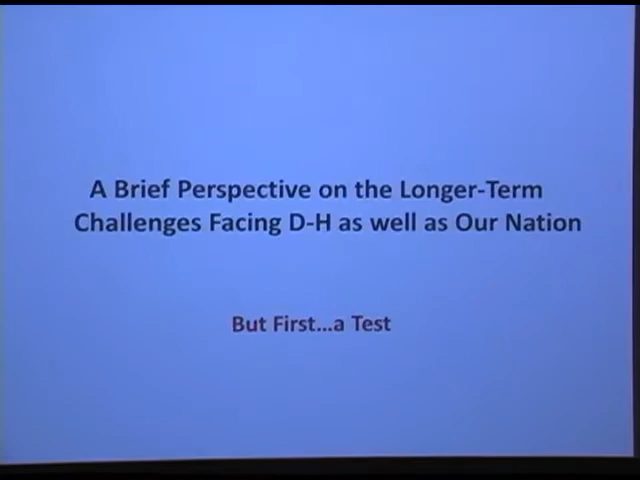 A Brief Perspective on the Longer-Term
Challenges Facing D-H as well as Our Nation
But First...a Test